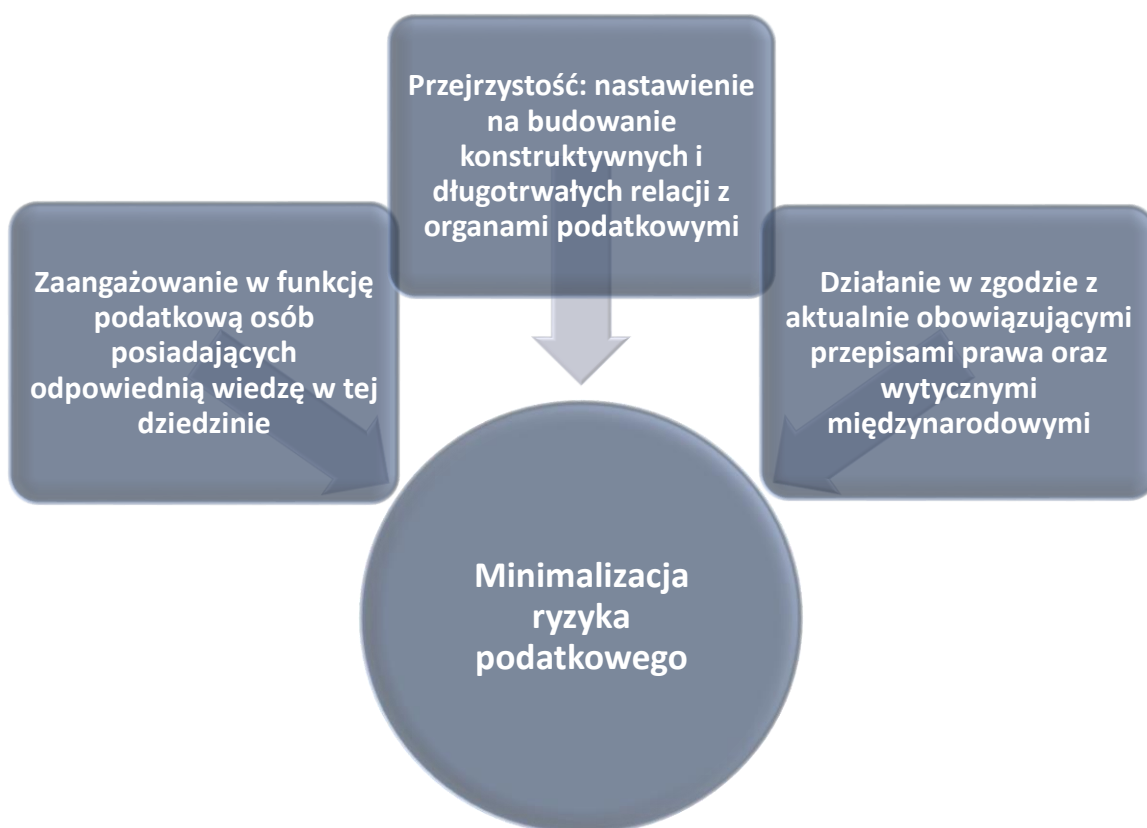 Przejrzystość: nastawienie
na budowanie
konstruktywnych i
długotrwałych relacji z
organami podatkowymi
Zaangażowanie w funkcję
podatkową osób
posiadających
odpowiednią wiedzę w tej
dziedzinie
Działanie w zgodzie z
aktualnie obowiązującymi
przepisami prawa oraz
wytycznymi
międzynarodowymi
Minimalizacja
ryzyka
podatkowego